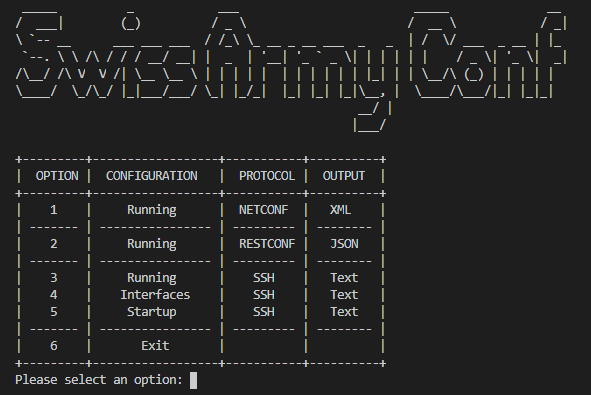 SwissArmyConf
OPTION CONFIGURATION PROTOCOL OUTPUT
1 Running NETCONF XML
2 Running RESTCONF JSON
3 Running SSH Text
4 Interfaces SSH Text
5 Startup SSH Text
6 Exit
Please select an option: